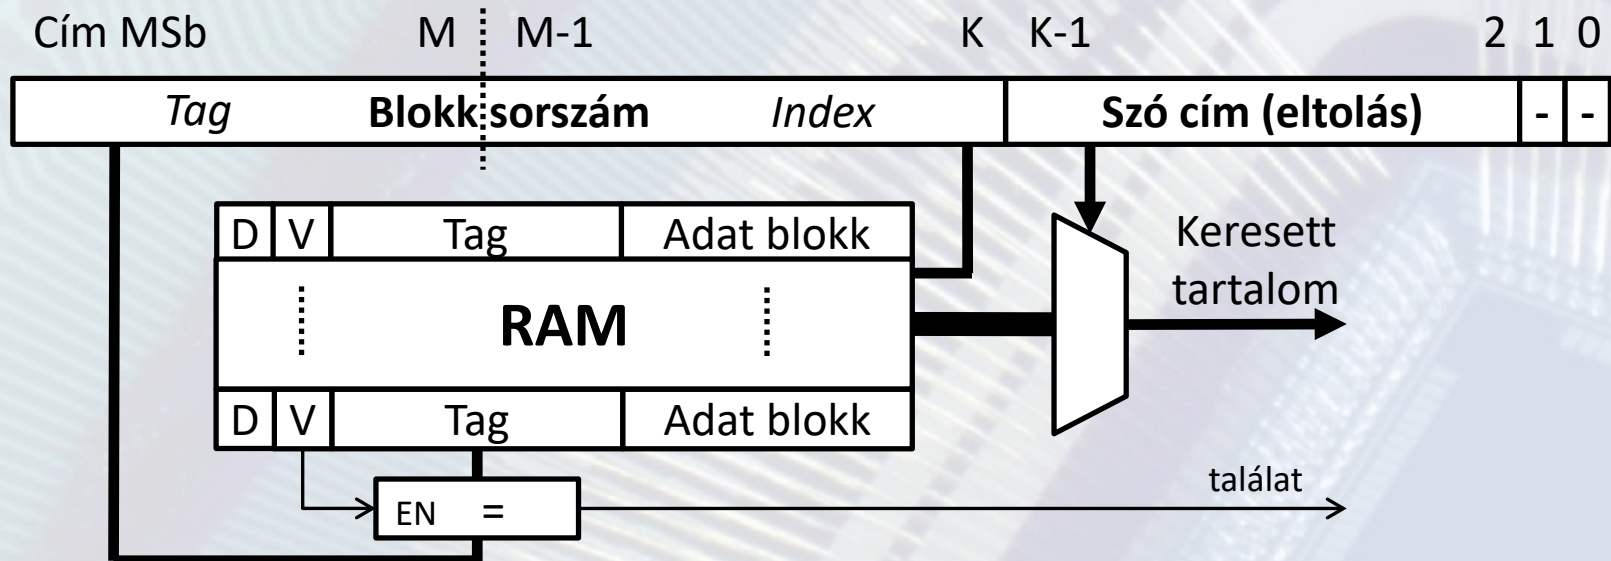 Cím MSb M M-1 K K-1 2 1 0
Tag Blokk sorszám Index Szó cím (eltolás) - -
D V Tag Adat blokk
Keresett
tartalom
RAM
D V Tag Adat blokk
találat
EN =